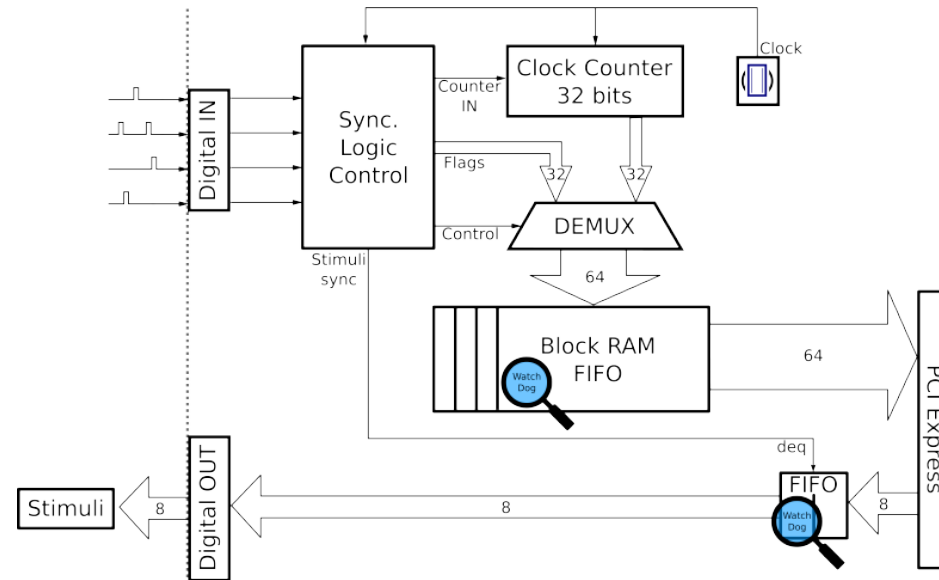 Clock
Clock Counter
32 bits
Counter
IN
Digital IN
Sync.
Logic
Control
Flags
32
32
Control
DEMUX
Stimuli
sync
64
Block RAM
FIFO
Watch
Dog
64
PCI Express
deq
Digital OUT
FIFO
Stimuli
8
8
8
Watch
Dog